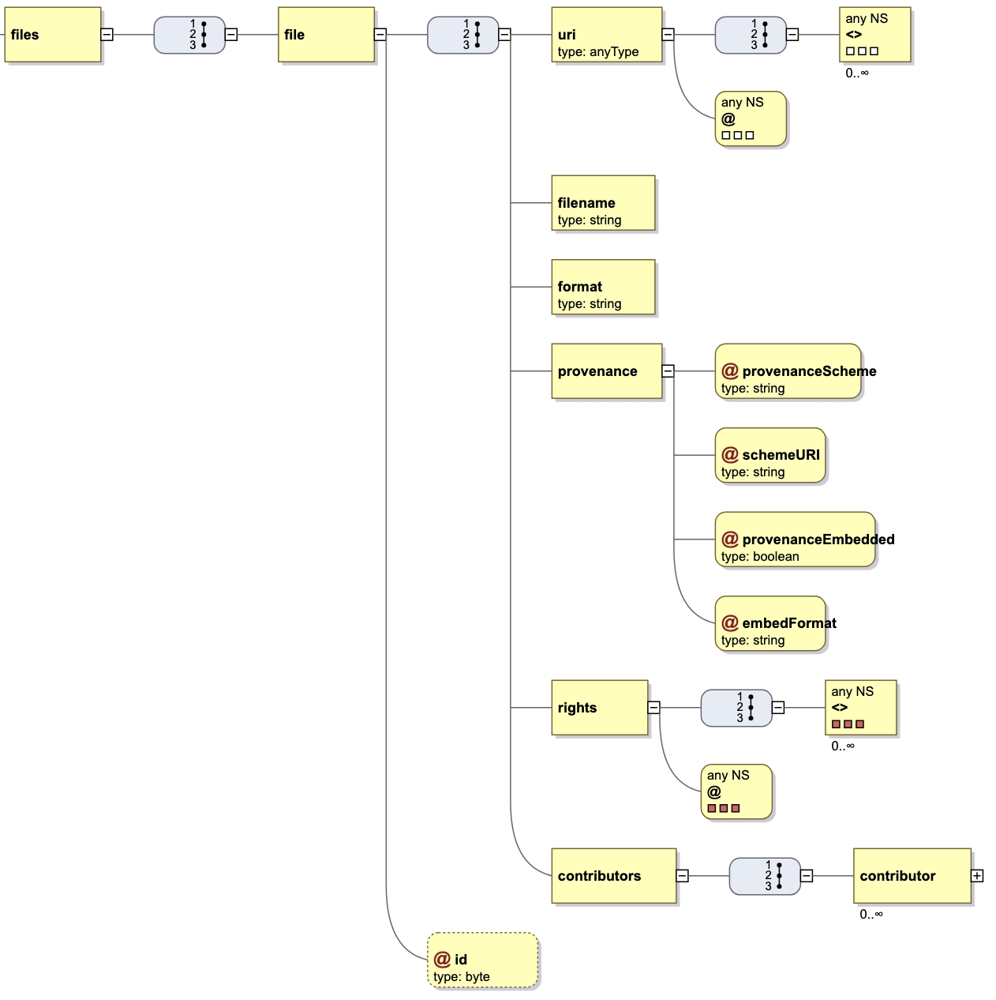 files
1
2
3
file
1
2
3
uri
type: anyType
1
2
3
any NS
<>
0..∞
any NS
@
filename
type: string
format
type: string
provenance
@ provenanceScheme
type: string
@ schemeURI
type: string
@ provenanceEmbedded
type: boolean
@ embedFormat
type: string
rights
1
2
3
any NS
<>
0..∞
any NS
@
contributors
1
2
3
contributor
0..∞
@ id
type: byte